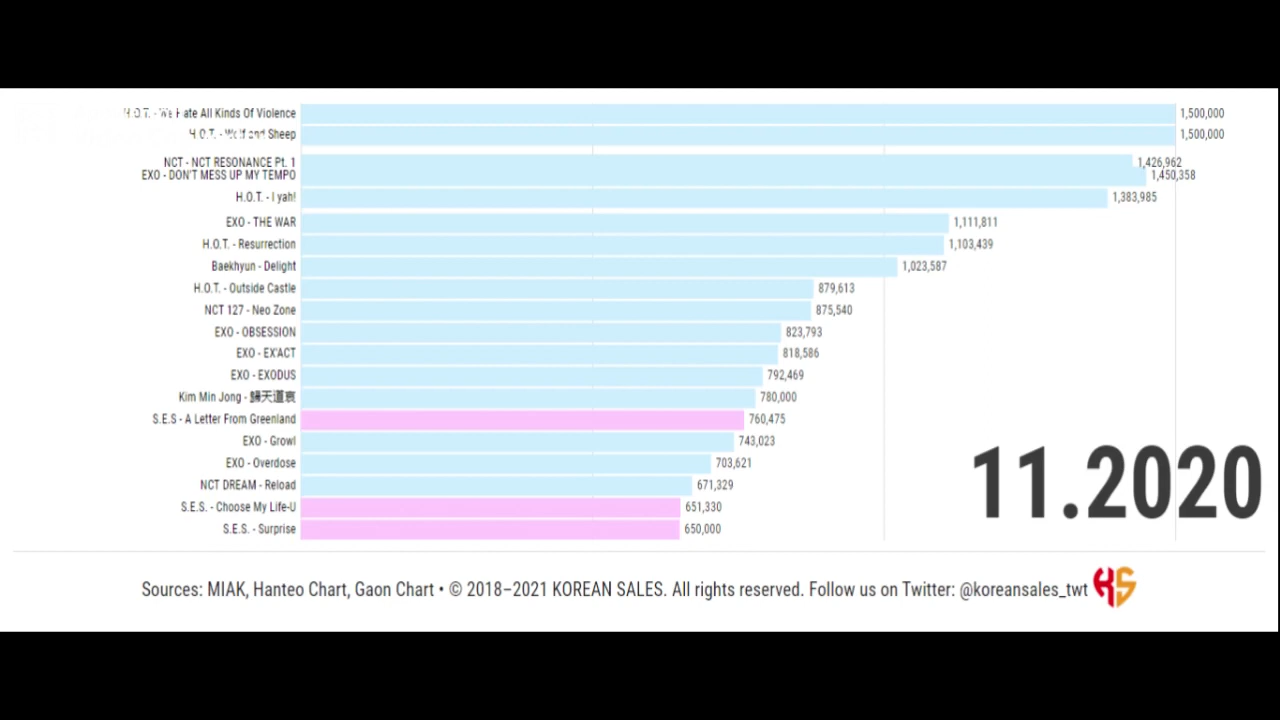 H.O.T. - We Hate All Kinds Of Violence 1,500,000
H.O.T. - Wolf and Sheep 1,500,000
NCT - NCT RESONANCE Pt. 1 1,426,962
EXO - DON'T MESS UP MY TEMPO 1,450,358
H.O.T. - I yah! 1,383,985
EXO - THE WAR 1,111,811
H.O.T. - Resurrection 1,103,439
Baekhyun - Delight 1,023,587
H.O.T. - Outside Castle 879,613
NCT 127 - Neo Zone 875,540
EXO - OBSESSION 823,793
EXO - EX'ACT 818,586
EXO - EXODUS 792,469
Kim Min Jong - 歸天道哀 780,000
S.E.S - A Letter From Greenland 760,475
EXO - Growl 743,023
EXO - Overdose 703,621
NCT DREAM - Reload 671,329
S.E.S. - Choose My Life-U 651,330
S.E.S. - Surprise 650,000
11.2020
Sources: MIAK, Hanteo Chart, Gaon Chart • © 2018–2021 KOREAN SALES. All rights reserved. Follow us on Twitter: @koreansales_twt KS